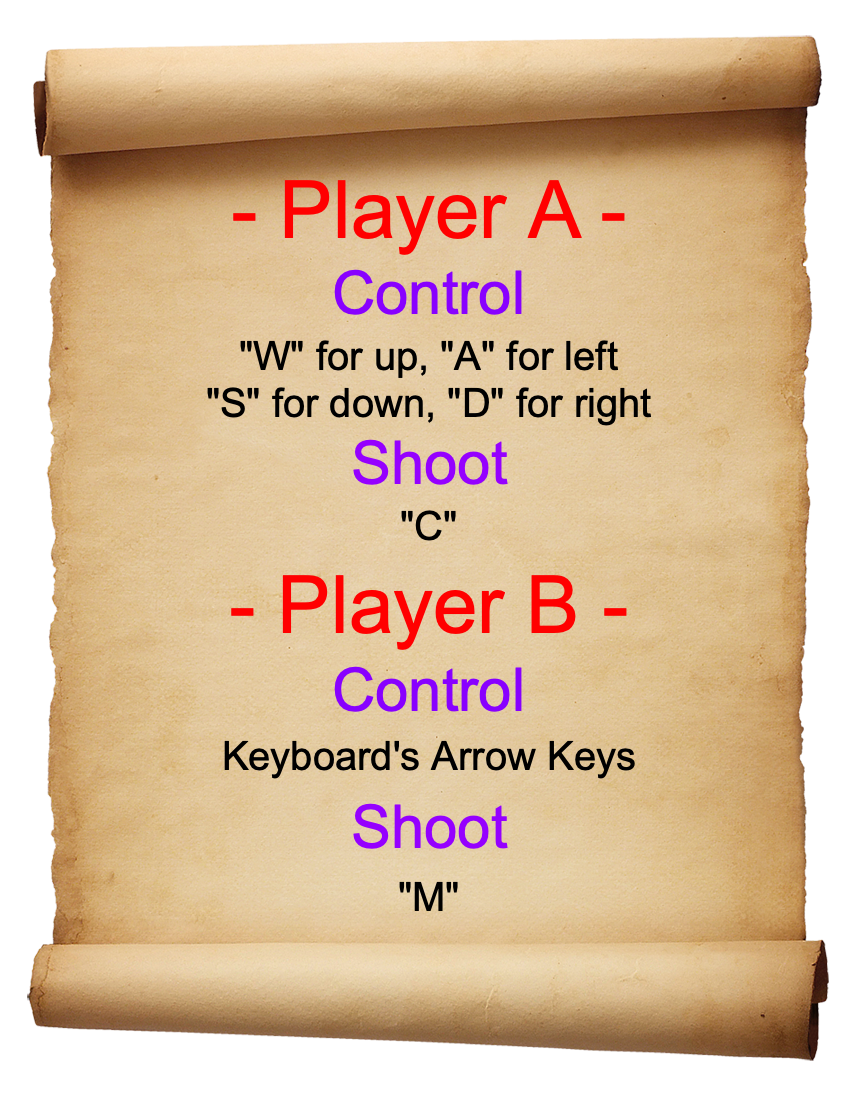 - Player A -
Control
"W" for up, "A" for left
"S" for down, "D" for right
Shoot
"C"
- Player B -
Control
Keyboard's Arrow Keys
Shoot
"M"